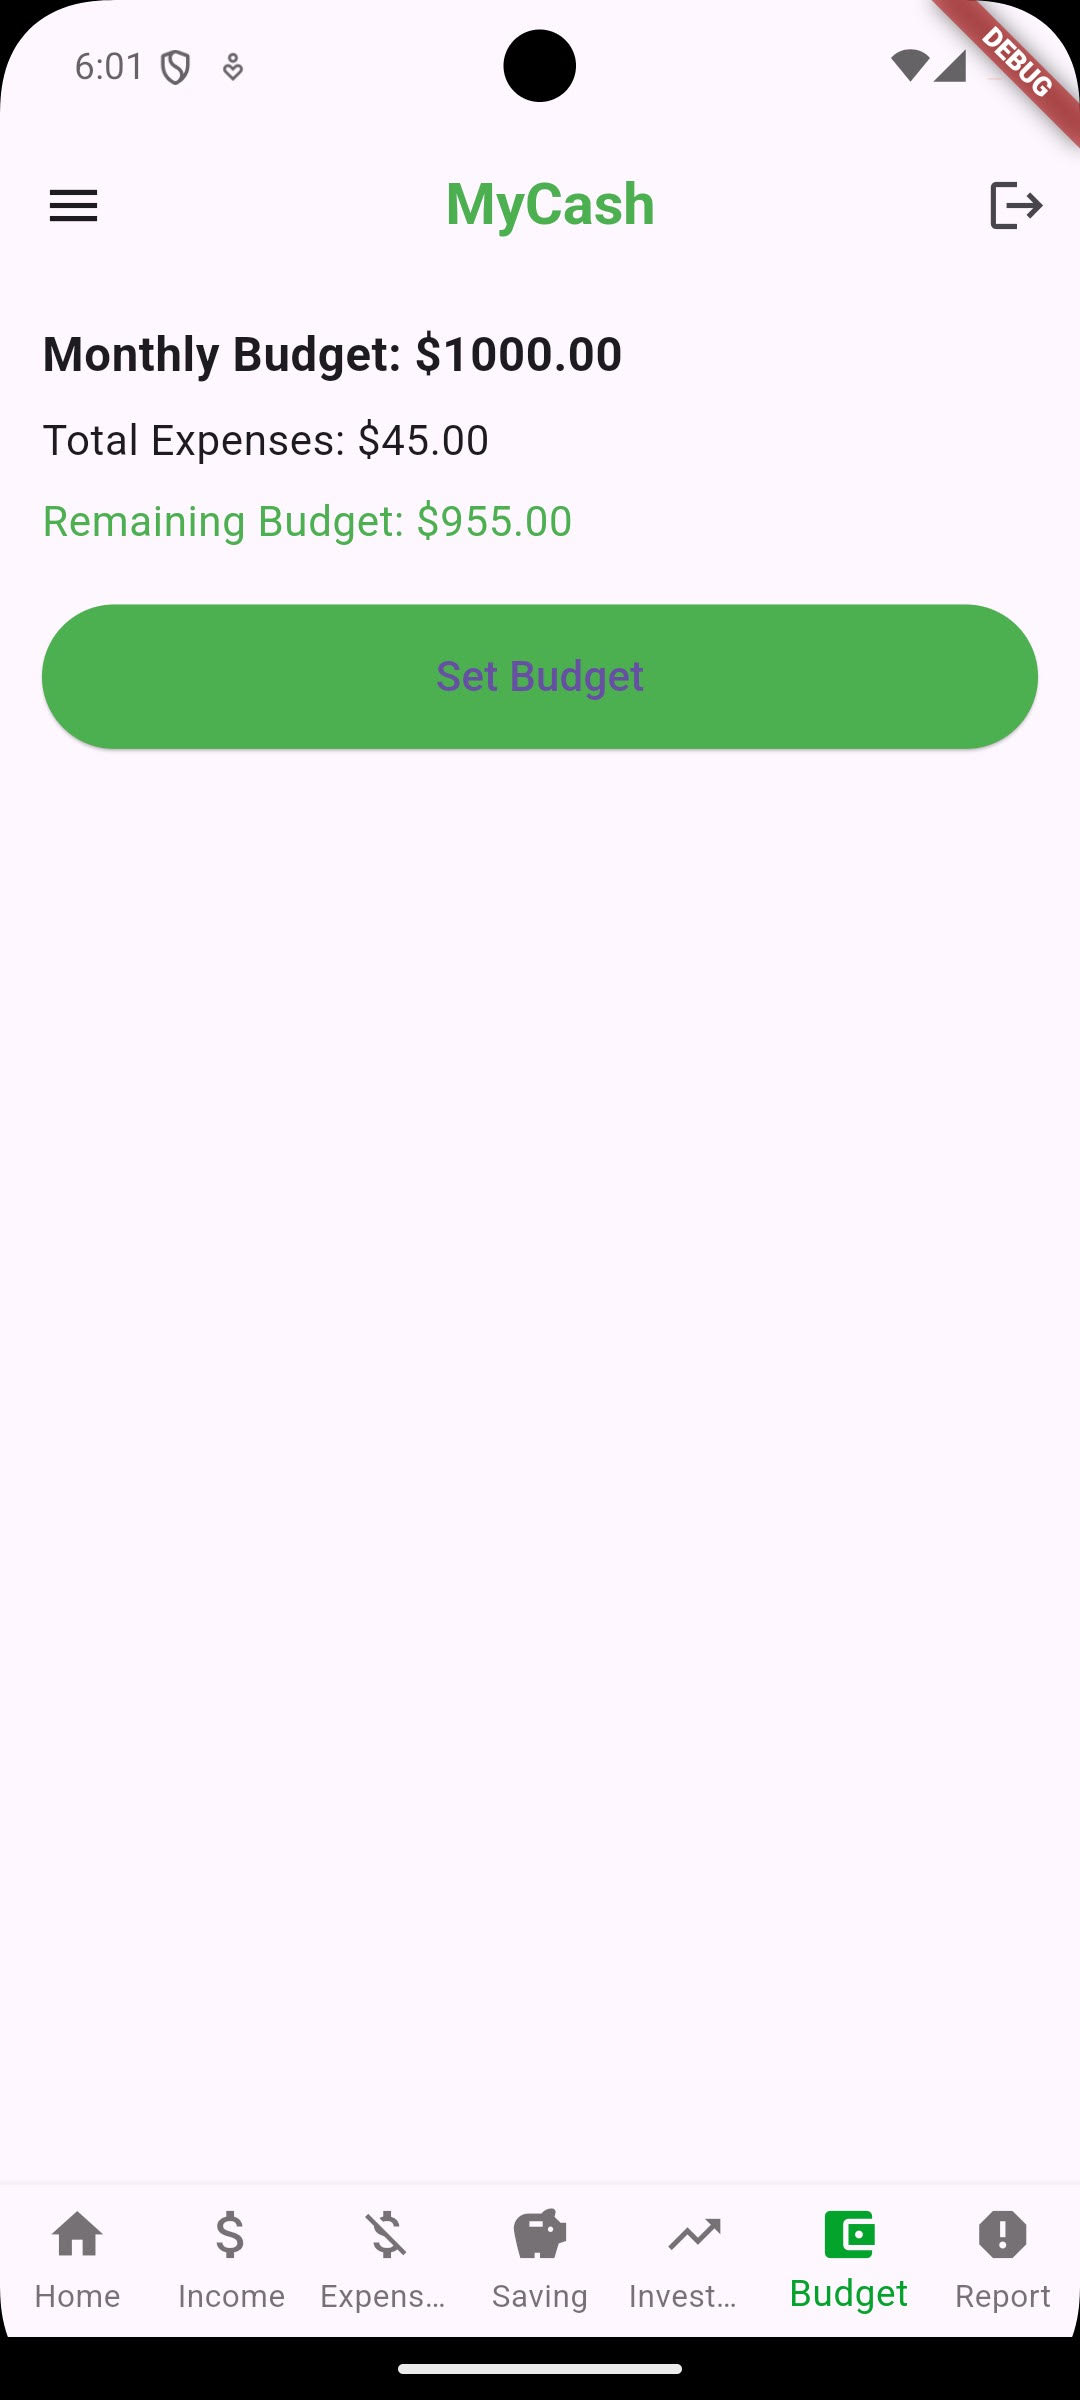 6:01
DEBUG
MyCash
Monthly Budget: $1000.00
Total Expenses: $45.00
Remaining Budget: $955.00
Set Budget
Home Income Expens... Saving Invest... Budget Report